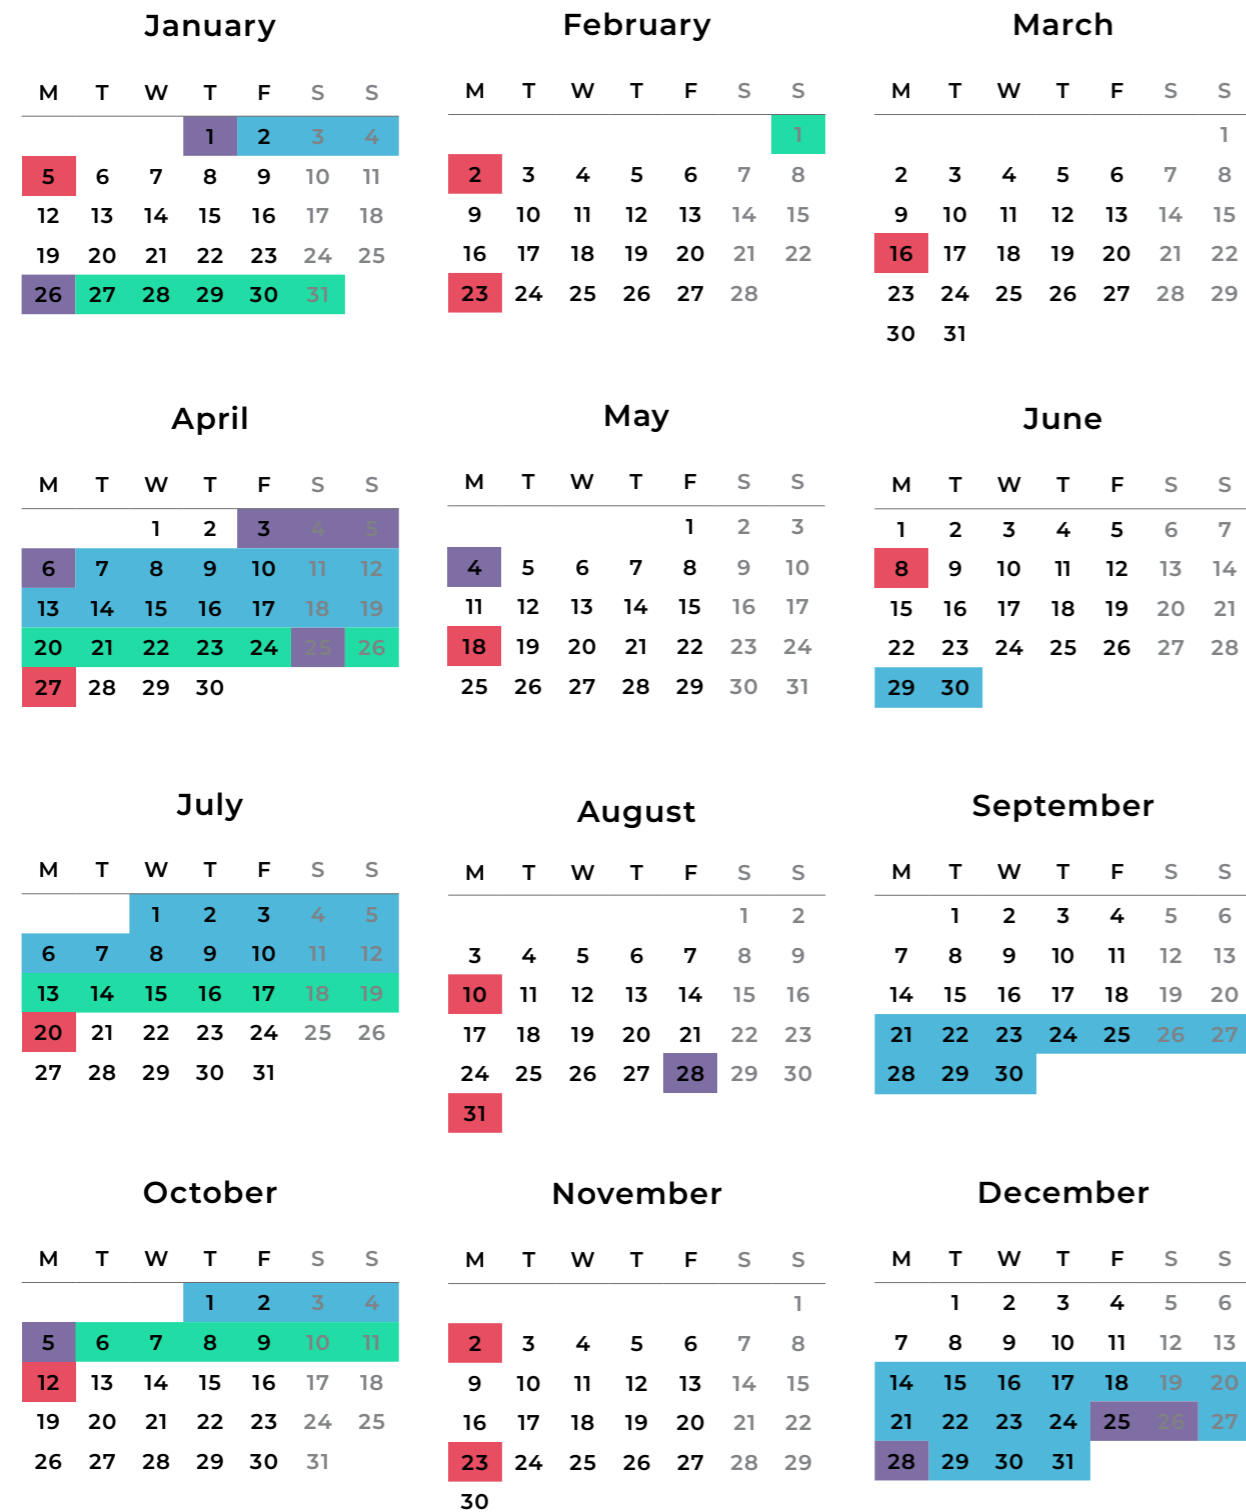 January
M T W T F S S
1 2 3 4
5 6 7 8 9 10 11
12 13 14 15 16 17 18
19 20 21 22 23 24 25
26 27 28 29 30 31
February
M T W T F S S
1
2 3 4 5 6 7 8
9 10 11 12 13 14 15
16 17 18 19 20 21 22
23 24 25 26 27 28
March
M T W T F S S
1
2 3 4 5 6 7 8
9 10 11 12 13 14 15
16 17 18 19 20 21 22
23 24 25 26 27 28 29
30 31
April
M T W T F S S
1 2 3 4 5
6 7 8 9 10 11 12
13 14 15 16 17 18 19
20 21 22 23 24 25 26
27 28 29 30
May
M T W T F S S
1 2 3
4 5 6 7 8 9 10
11 12 13 14 15 16 17
18 19 20 21 22 23 24
25 26 27 28 29 30 31
June
M T W T F S S
1 2 3 4 5 6 7
8 9 10 11 12 13 14
15 16 17 18 19 20 21
22 23 24 25 26 27 28
29 30
July
M T W T F S S
1 2 3 4 5
6 7 8 9 10 11 12
13 14 15 16 17 18 19
20 21 22 23 24 25 26
27 28 29 30 31
August
M T W T F S S
1 2
3 4 5 6 7 8 9
10 11 12 13 14 15 16
17 18 19 20 21 22 23
24 25 26 27 28 29 30
31
September
M T W T F S S
1 2 3 4 5 6
7 8 9 10 11 12 13
14 15 16 17 18 19 20
21 22 23 24 25 26 27
28 29 30
October
M T W T F S S
1 2 3 4
5 6 7 8 9 10 11
12 13 14 15 16 17 18
19 20 21 22 23 24 25
26 27 28 29 30 31
November
M T W T F S S
1
2 3 4 5 6 7 8
9 10 11 12 13 14 15
16 17 18 19 20 21 22
23 24 25 26 27 28 29
30
December
M T W T F S S
1 2 3 4 5 6
7 8 9 10 11 12 13
14 15 16 17 18 19 20
21 22 23 24 25 26 27
28 29 30 31